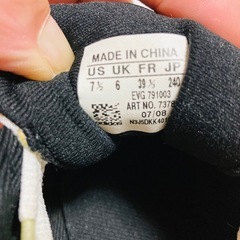 MADE IN CHINA
US UK FR JP
7½ 6 39⅓ 240
EVG 791003
ART NO. 7378
07/08
adidas